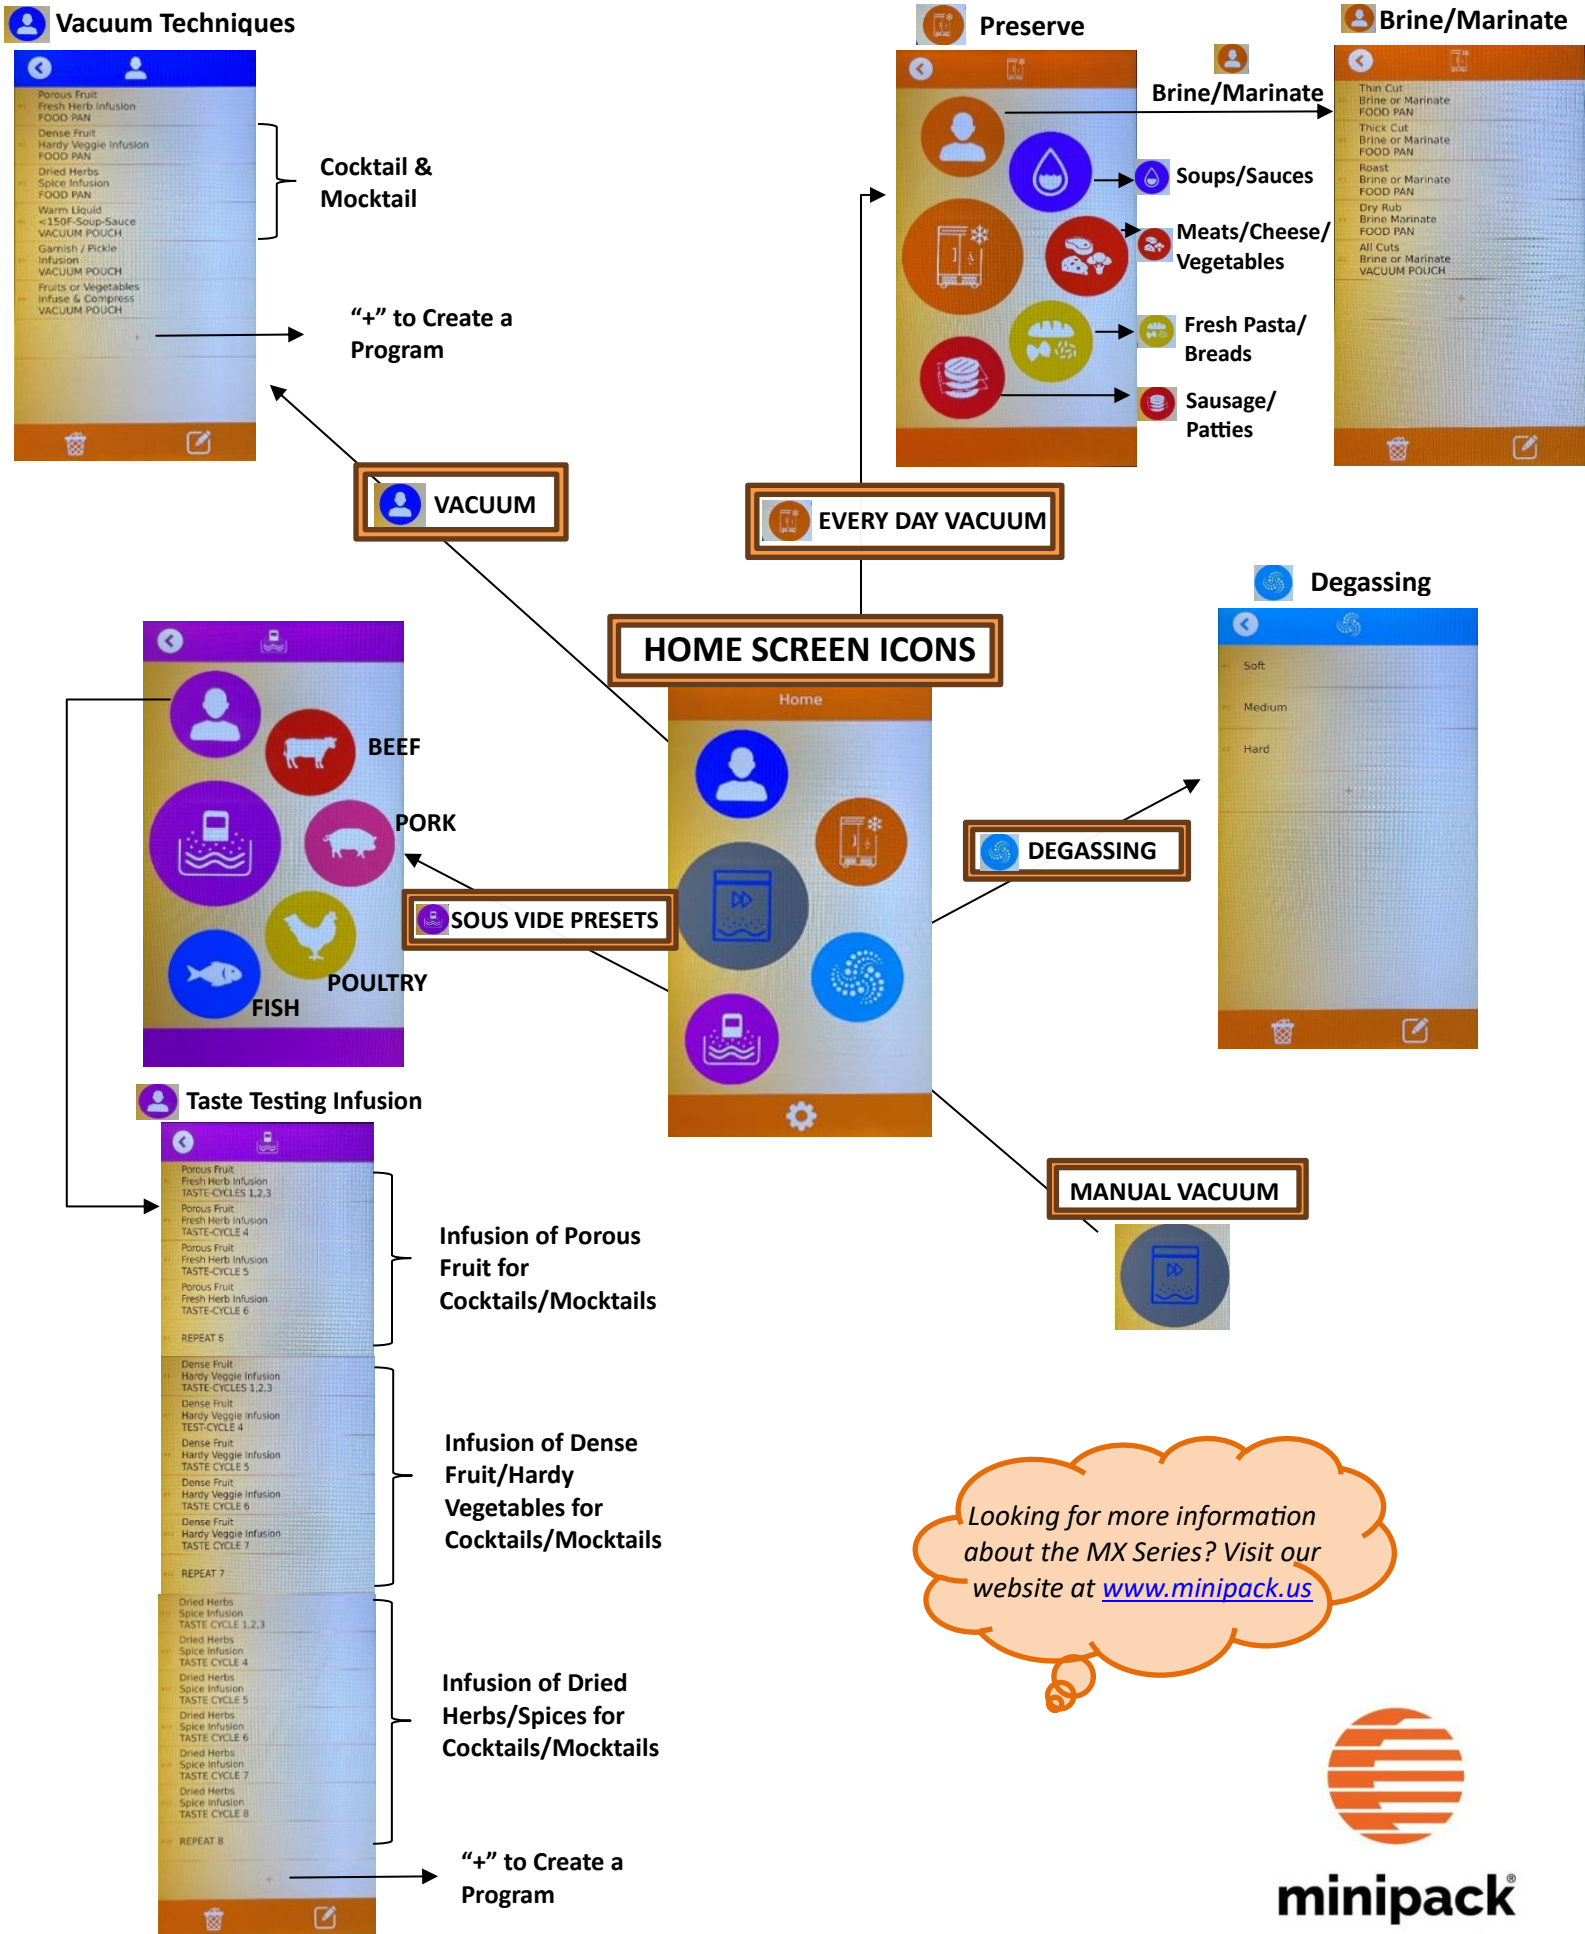 Vacuum Techniques
Porous Fruit
Fresh Herb Infusion
FOOD PAN
Dense Fruit
Hardy Veggie Infusion
FOOD PAN
Dried Herbs
Spice Infusion
FOOD PAN
Warm Liquid
<150F-Soup-Sauce
VACUUM POUCH
Garnish / Pickle
Infusion
VACUUM POUCH
Fruits or Vegetables
Infuse & Compress
VACUUM POUCH
+
Cocktail &
Mocktail
“+” to Create a
Program
VACUUM
Preserve
Brine/Marinate
Soups/Sauces
Meats/Cheese/
Vegetables
Fresh Pasta/
Breads
Sausage/
Patties
Brine/Marinate
Thin Cut
Brine or Marinate
FOOD PAN
Thick Cut
Brine or Marinate
FOOD PAN
Roast
Brine or Marinate
FOOD PAN
Dry Rub
Brine Marinate
FOOD PAN
All Cuts
Brine or Marinate
VACUUM POUCH
+
EVERY DAY VACUUM
HOME SCREEN ICONS
Home
Degassing
Soft
Medium
Hard
+
DEGASSING
BEEF
PORK
POULTRY
FISH
SOUS VIDE PRESETS
MANUAL VACUUM
Taste Testing Infusion
Porous Fruit
Fresh Herb Infusion
TASTE-CYCLES 1,2,3
Porous Fruit
Fresh Herb Infusion
TASTE-CYCLE 4
Porous Fruit
Fresh Herb Infusion
TASTE-CYCLE 5
Porous Fruit
Fresh Herb Infusion
TASTE-CYCLE 6
REPEAT 6
Infusion of Porous
Fruit for
Cocktails/Mocktails
Dense Fruit
Hardy Veggie Infusion
TASTE-CYCLES 1,2,3
Dense Fruit
Hardy Veggie Infusion
TEST-CYCLE 4
Dense Fruit
Hardy Veggie Infusion
TASTE CYCLE 5
Dense Fruit
Hardy Veggie Infusion
TASTE CYCLE 6
Dense Fruit
Hardy Veggie Infusion
TASTE CYCLE 7
REPEAT 7
Infusion of Dense
Fruit/Hardy
Vegetables for
Cocktails/Mocktails
Dried Herbs
Spice Infusion
TASTE CYCLE 1,2,3
Dried Herbs
Spice Infusion
TASTE CYCLE 4
Dried Herbs
Spice Infusion
TASTE CYCLE 5
Dried Herbs
Spice Infusion
TASTE CYCLE 6
Dried Herbs
Spice Infusion
TASTE CYCLE 7
Dried Herbs
Spice Infusion
TASTE CYCLE 8
REPEAT 8
+
Infusion of Dried
Herbs/Spices for
Cocktails/Mocktails
“+” to Create a
Program
Looking for more information
about the MX Series? Visit our
website at www.minipack.us
minipack®